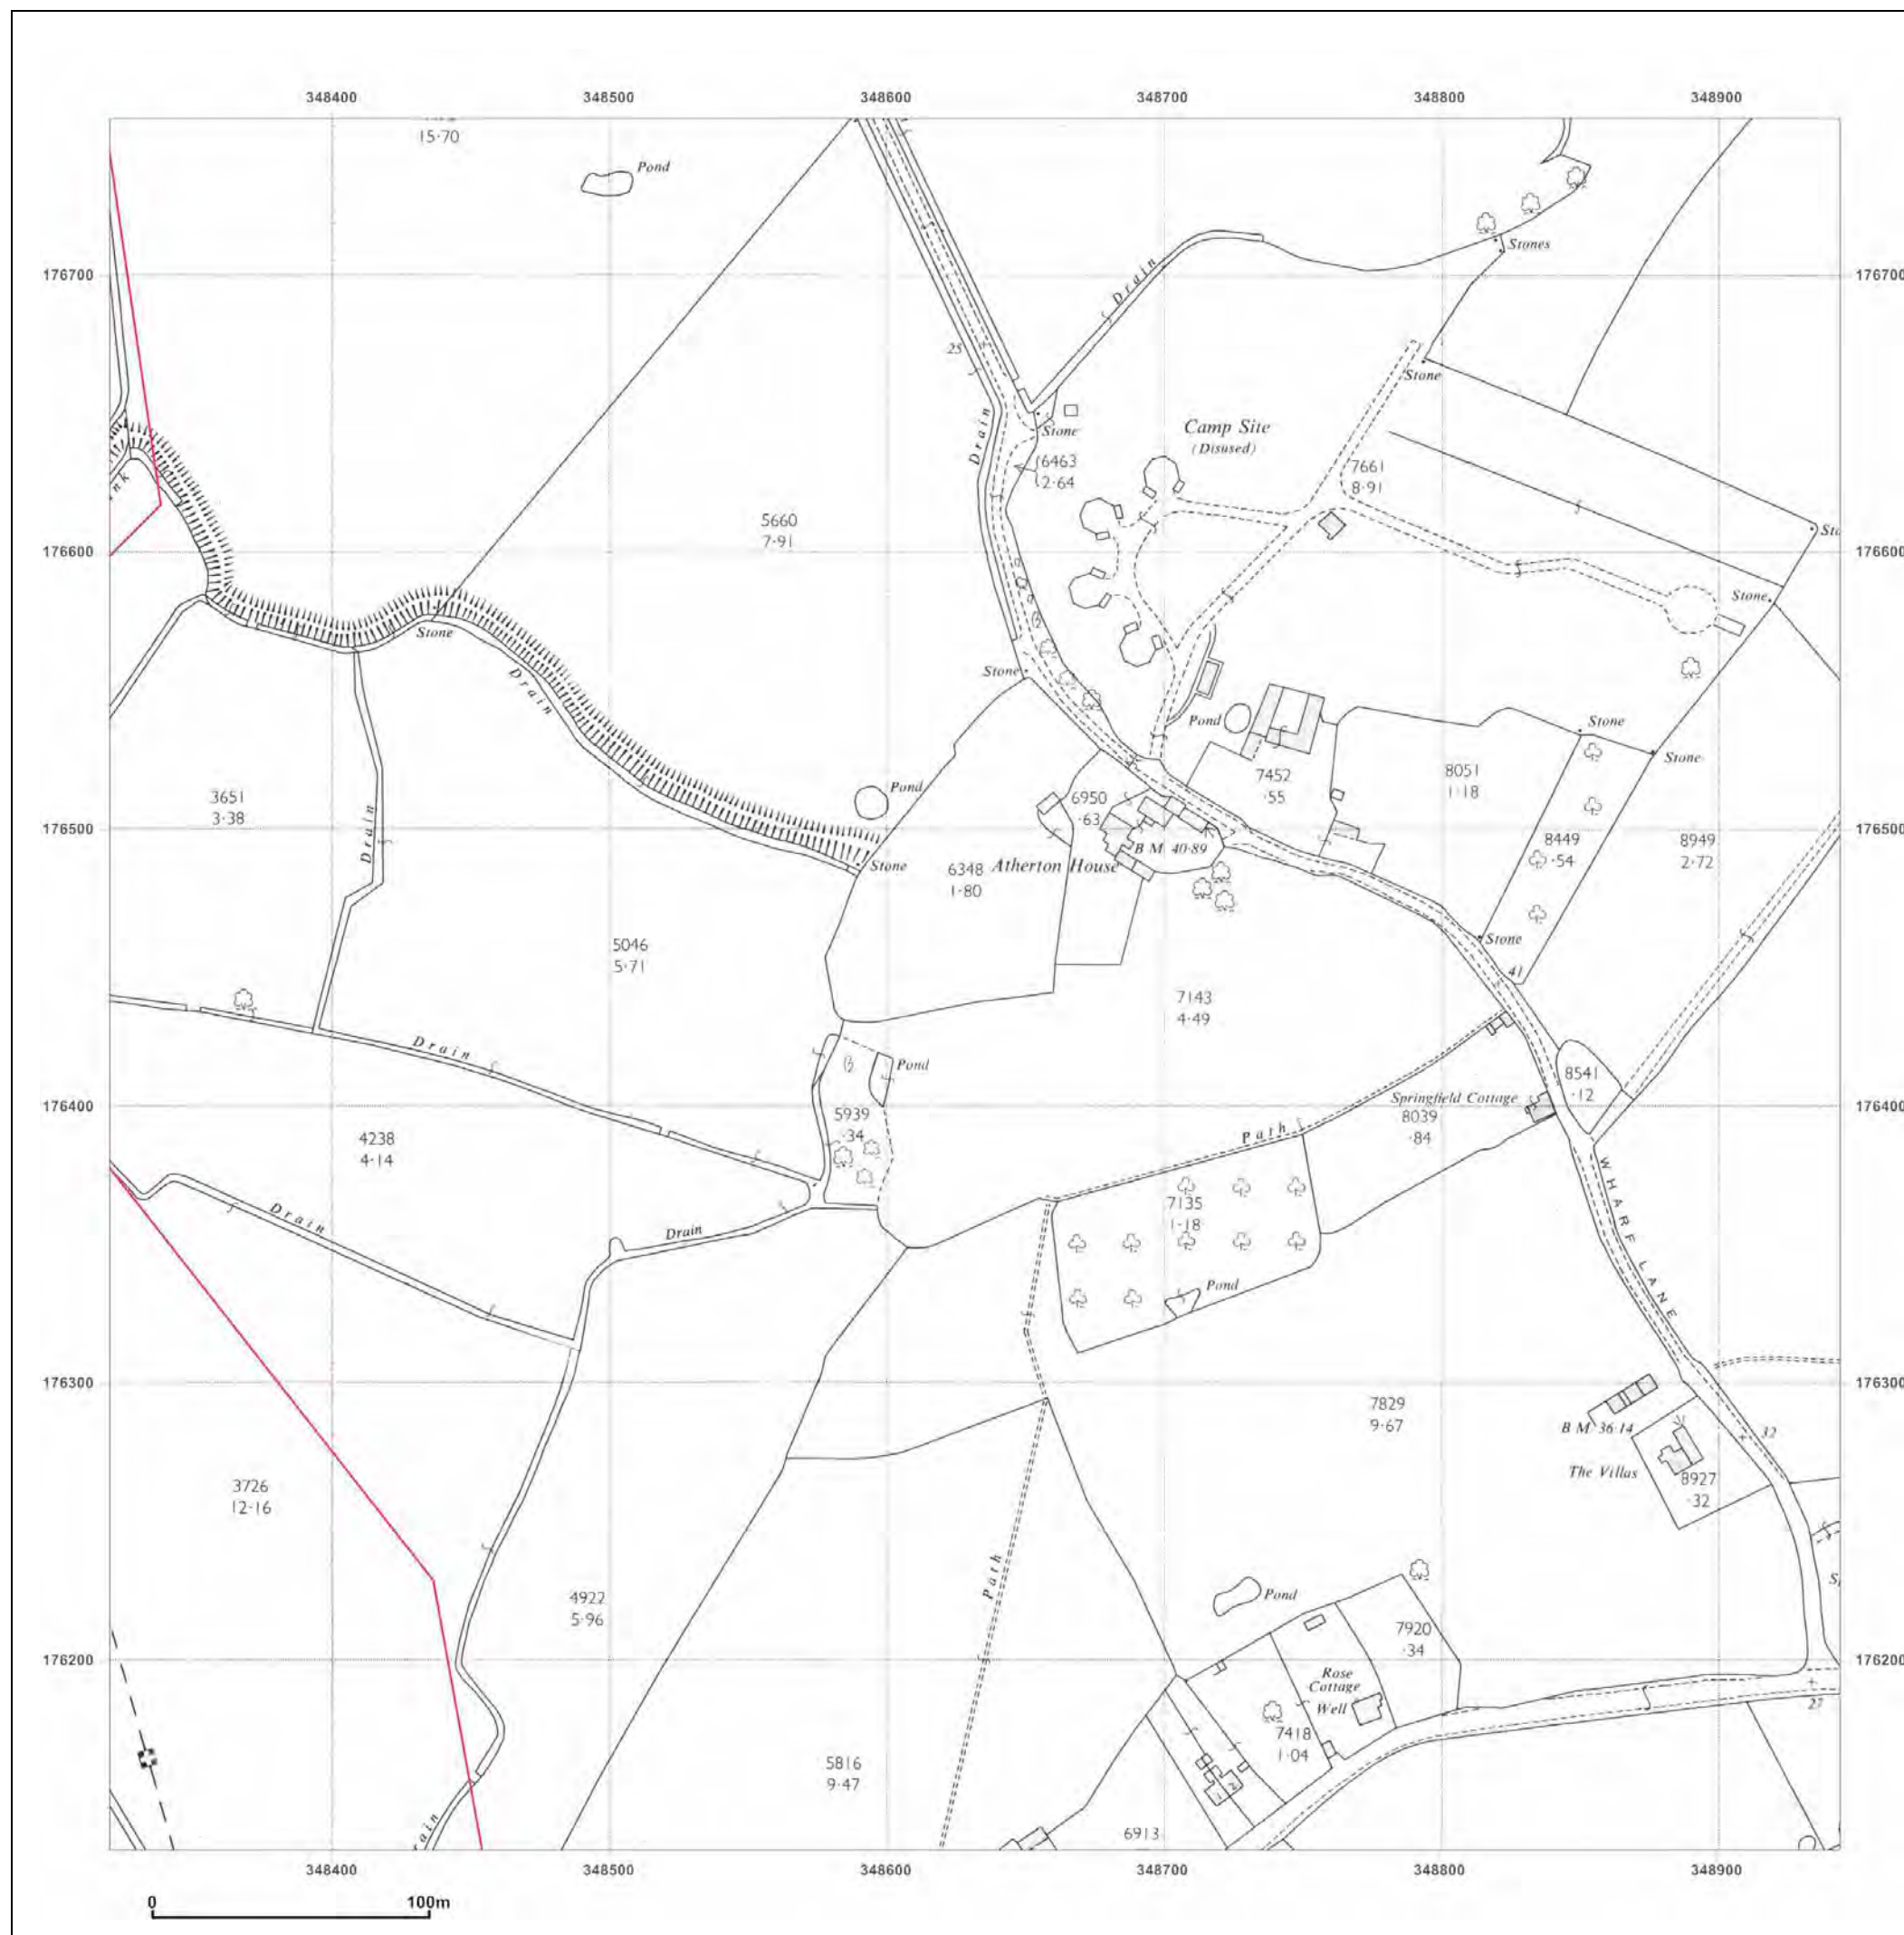 348400 348500 348600 348700 348800 348900
15·70
Pond
Stones
176700 176700
Drain
25
Stone
Drain
Stone
Camp Site
(Disused)
6463
2·64
7661
8·91
5660
7·91
176600 176600
Stone
Stone
Drain
Stone
Pond
Stone
Stone
7452
·55
8051
1·18
3651
3·38
Drain
Pond
6950
·63
176500 176500
B M 40·89
8449
·54
8949
2·72
Stone
6348
1·80
Atherton House
5046
5·71
Stone
41
7143
4·49
Drain
Pond
8541
·12
Springfield Cottage
176400 176400
5939
·34
8039
·84
4238
4·14
Path
7135
1·18
WHARF LANE
Drain
Drain
Pond
176300 176300
7829
9·67
B M 36·14
32
The Villas
8927
·32
3726
12·16
Path
4922
5·96
Pond
7920
·34
176200 176200
Rose
Cottage
Well
27
7418
1·04
5816
9·47
1
2
6913
348400 348500 348600 348700 348800 348900
0 100m